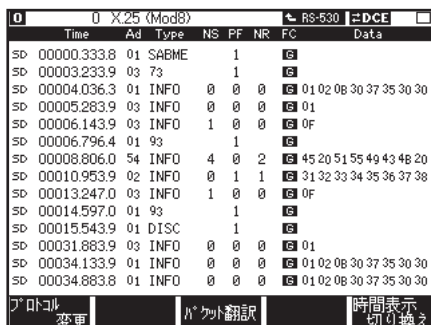 0 0 X.25 (Mod8) RS-530 DCE
Time Ad Type NS PF NR FC Data
SD 00000.333.8 01 SABME 1 G
SD 00003.233.9 03 73 1 G
SD 00004.036.3 01 INFO 0 0 0 G 01 02 0B 30 37 35 30 30
SD 00005.283.9 03 INFO 0 0 0 G 01
SD 00006.143.9 03 INFO 1 0 0 G 0F
SD 00006.796.4 01 93 1 G
SD 00008.806.0 54 INFO 4 0 2 G 45 20 51 55 49 43 4B 20
SD 00010.953.9 02 INFO 0 1 1 G 31 32 33 34 35 36 37 38
SD 00013.247.0 03 INFO 1 0 0 G 0F
SD 00014.597.0 01 93 1 G
SD 00015.543.9 01 DISC 1 G
SD 00031.883.9 03 INFO 0 0 0 G 01
SD 00034.133.9 01 INFO 0 0 0 G 01 02 0B 30 37 35 30 30
SD 00034.883.8 01 INFO 0 0 0 G 01 02 0B 30 37 35 30 30
プロトコル変更 パケット翻訳 時間表示切り換え